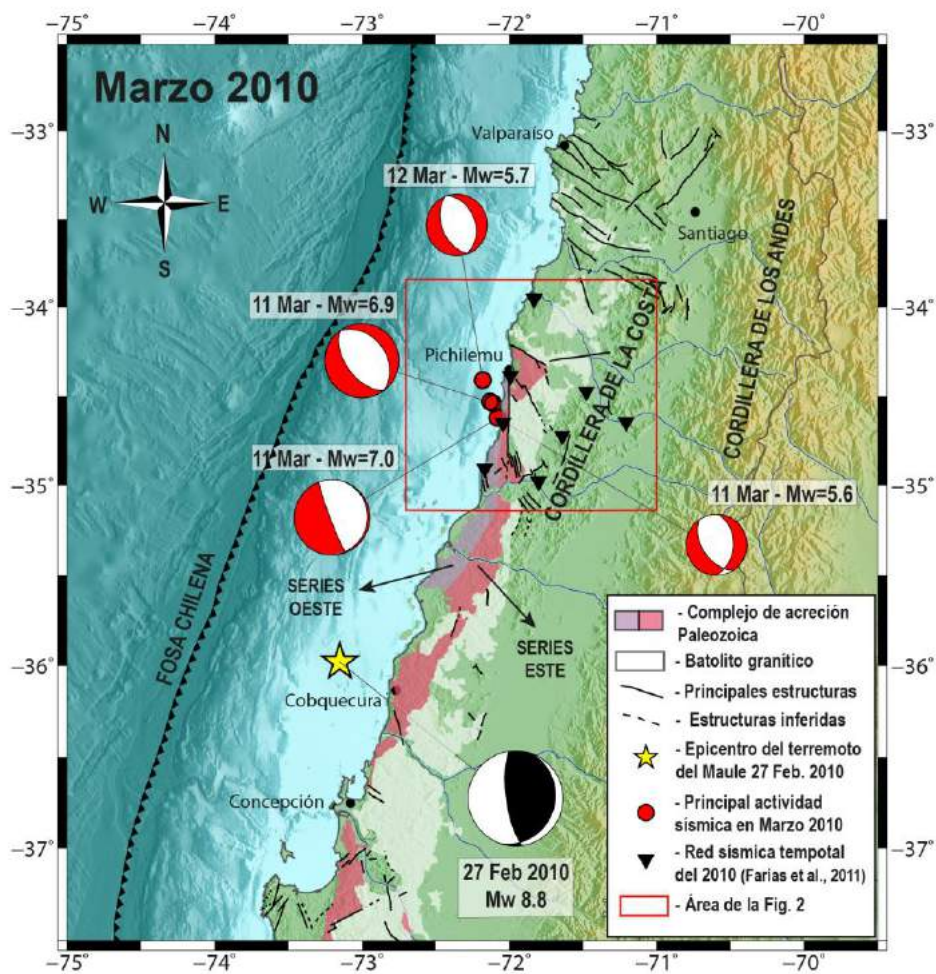 −75˚ −74˚ −73˚ −72˚ −71˚ −70˚
Marzo 2010
N
W E
S
−33˚
−34˚
−35˚
−36˚
−37˚
Valparaíso
12 Mar - Mw=5.7
Santiago
11 Mar - Mw=6.9
Pichilemu
11 Mar - Mw=7.0
11 Mar - Mw=5.6
CORDILLERA DE LA COSTA
CORDILLERA DE LOS ANDES
FOSA CHILENA
SERIES
OESTE
SERIES
ESTE
Cobquecura
Concepción
27 Feb 2010
Mw 8.8
- Complejo de acreción
Paleozoica
- Batolito granítico
- Principales estructuras
- Estructuras inferidas
- Epicentro del terremoto
del Maule 27 Feb. 2010
- Principal actividad
sísmica en Marzo 2010
- Red sísmica tempotal
del 2010 (Farias et al., 2011)
- Área de la Fig. 2
−33˚
−34˚
−35˚
−36˚
−37˚
−75˚ −74˚ −73˚ −72˚ −71˚ −70˚